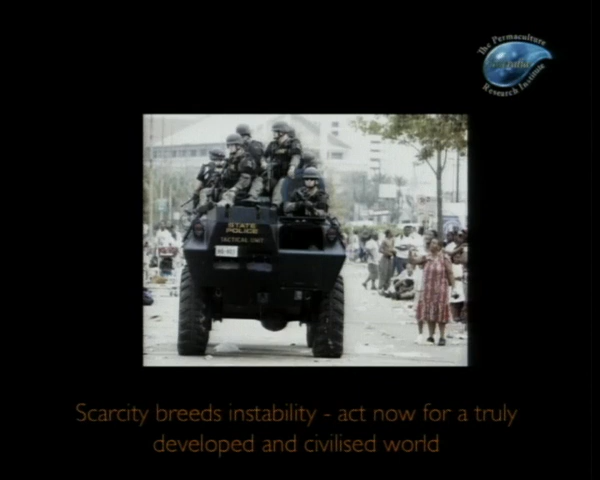 The Permaculture
Research Institute
STATE
POLICE
TACTICAL UNIT
Scarcity breeds instability - act now for a truly
developed and civilised world